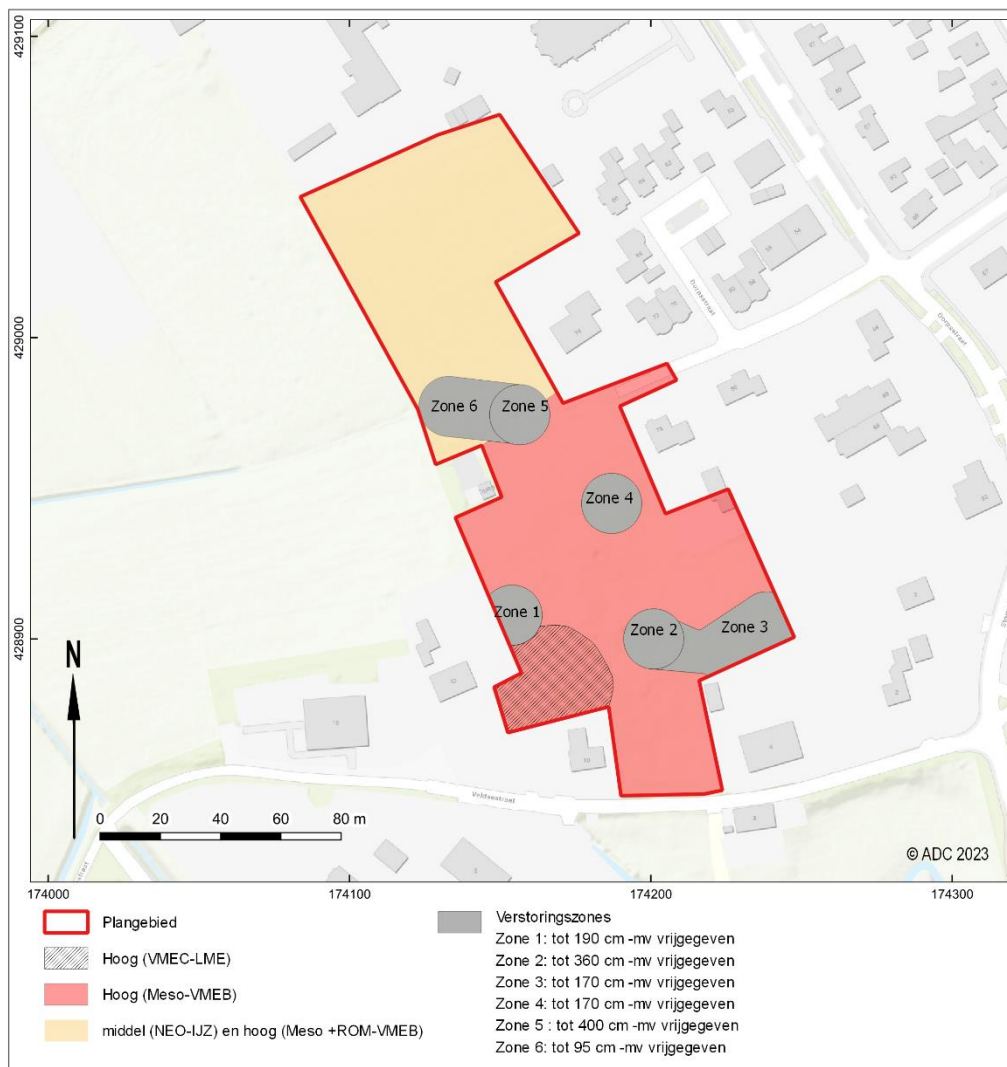 429100
429000
428900
Zone 6
Zone 5
Zone 4
Zone 1
Zone 2
Zone 3
Dorpsstraat
Dorpsstraat
Veldsestraat
N
0 20 40 60 80 m
© ADC 2023
174000 174100 174200 174300
Plangebied
Hoog (VMEC-LME)
Hoog (Meso-VMEB)
middel (NEO-IJZ) en hoog (Meso +ROM-VMEB)
Verstoringszones
Zone 1: tot 190 cm -mv vrijgegeven
Zone 2: tot 360 cm -mv vrijgegeven
Zone 3: tot 170 cm -mv vrijgegeven
Zone 4: tot 170 cm -mv vrijgegeven
Zone 5 : tot 400 cm -mv vrijgegeven
Zone 6: tot 95 cm -mv vrijgegeven